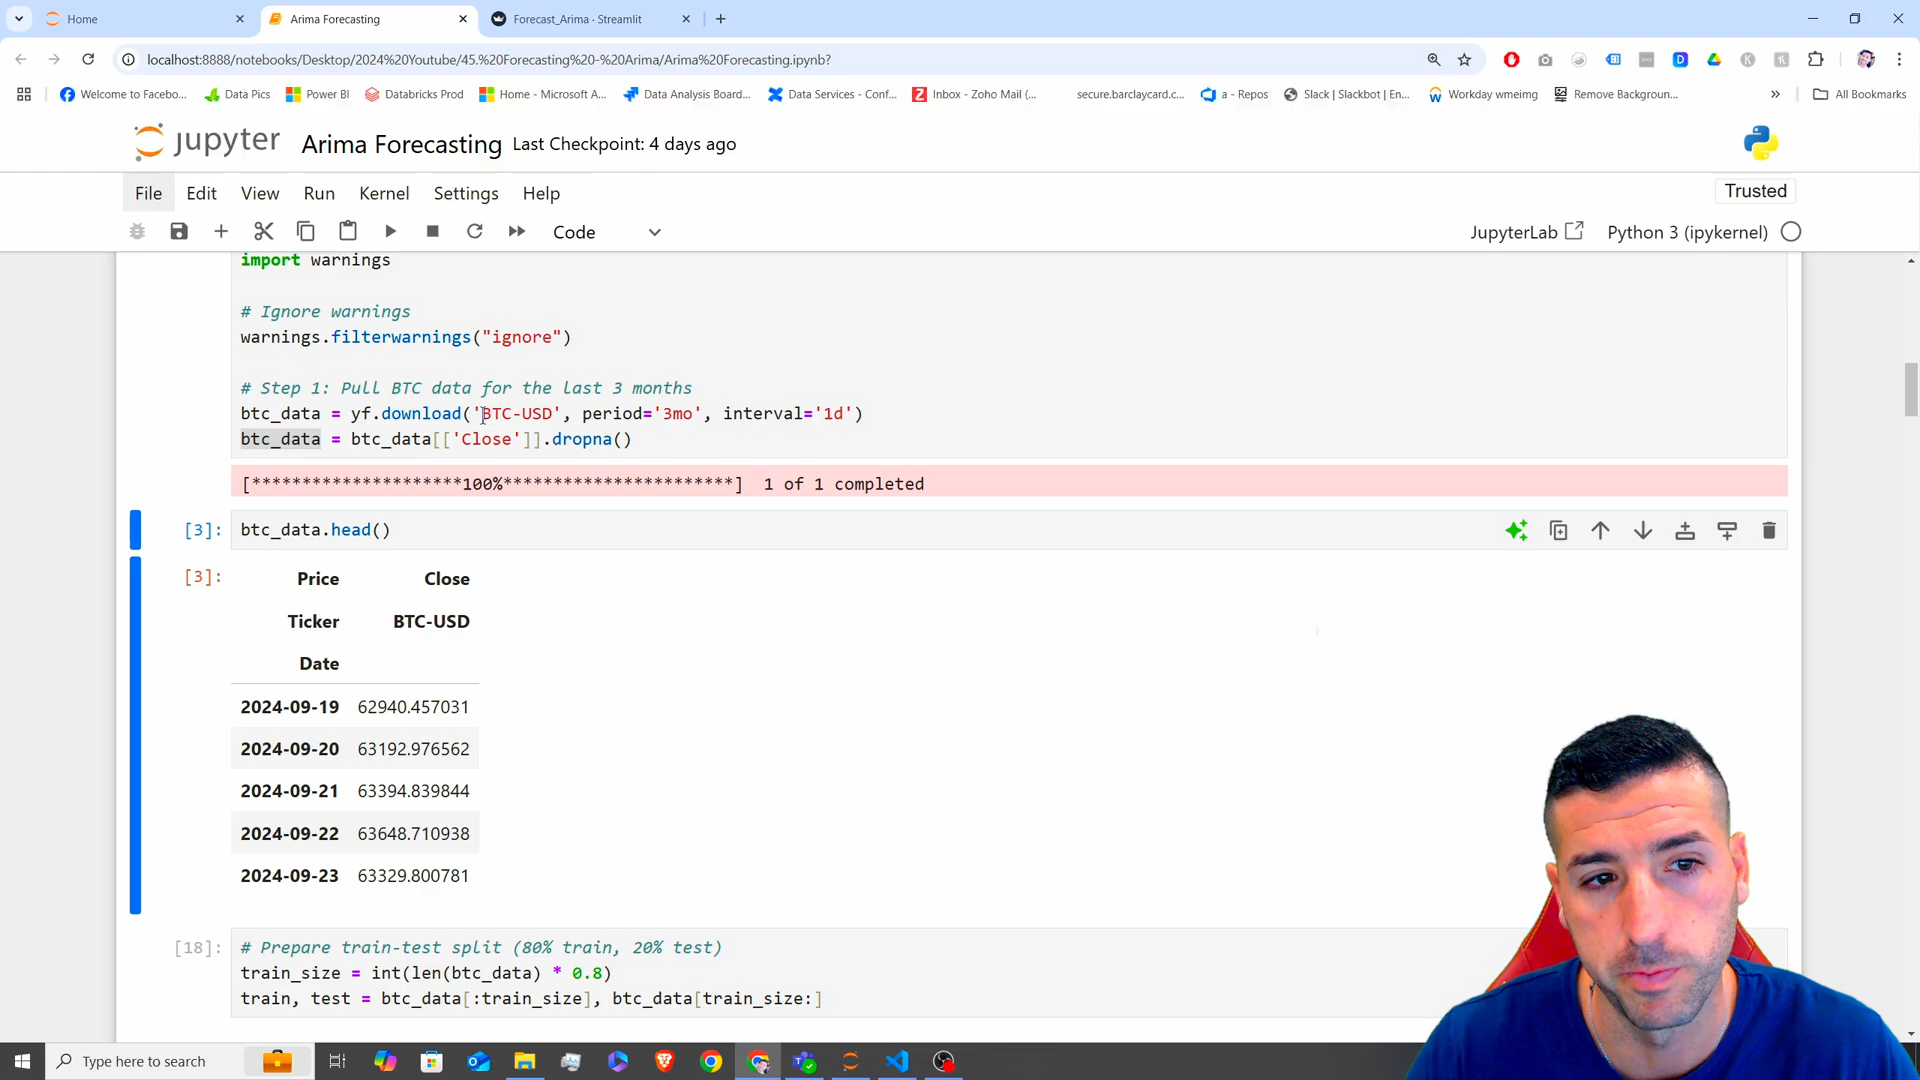 Home
Arima Forecasting
Forecast_Arima · Streamlit
localhost:8888/notebooks/Desktop/2024%20Youtube/45.%20Forecasting%20-%20Arima/Arima%20Forecasting.ipynb?
Welcome to Facebo...
Data Pics
Power BI
Databricks Prod
Home - Microsoft A...
Data Analysis Board...
Data Services - Conf...
Inbox - Zoho Mail (...
secure.barclaycard.c...
a - Repos
Slack | Slackbot | En...
Workday wmeimg
Remove Backgroun...
All Bookmarks
jupyter
Arima Forecasting Last Checkpoint: 4 days ago
File Edit View Run Kernel Settings Help
Trusted
Code
JupyterLab
Python 3 (ipykernel)
import warnings
# Ignore warnings
warnings.filterwarnings("ignore")
# Step 1: Pull BTC data for the last 3 months
btc_data = yf.download('BTC-USD', period='3mo', interval='1d')
btc_data = btc_data[['Close']].dropna()
[*********************100%***********************] 1 of 1 completed
[3]: btc_data.head()
[3]: Price Close
Ticker BTC-USD
Date
2024-09-19 62940.457031
2024-09-20 63192.976562
2024-09-21 63394.839844
2024-09-22 63648.710938
2024-09-23 63329.800781
[18]: # Prepare train-test split (80% train, 20% test)
train_size = int(len(btc_data) * 0.8)
train, test = btc_data[:train_size], btc_data[train_size:]
Type here to search